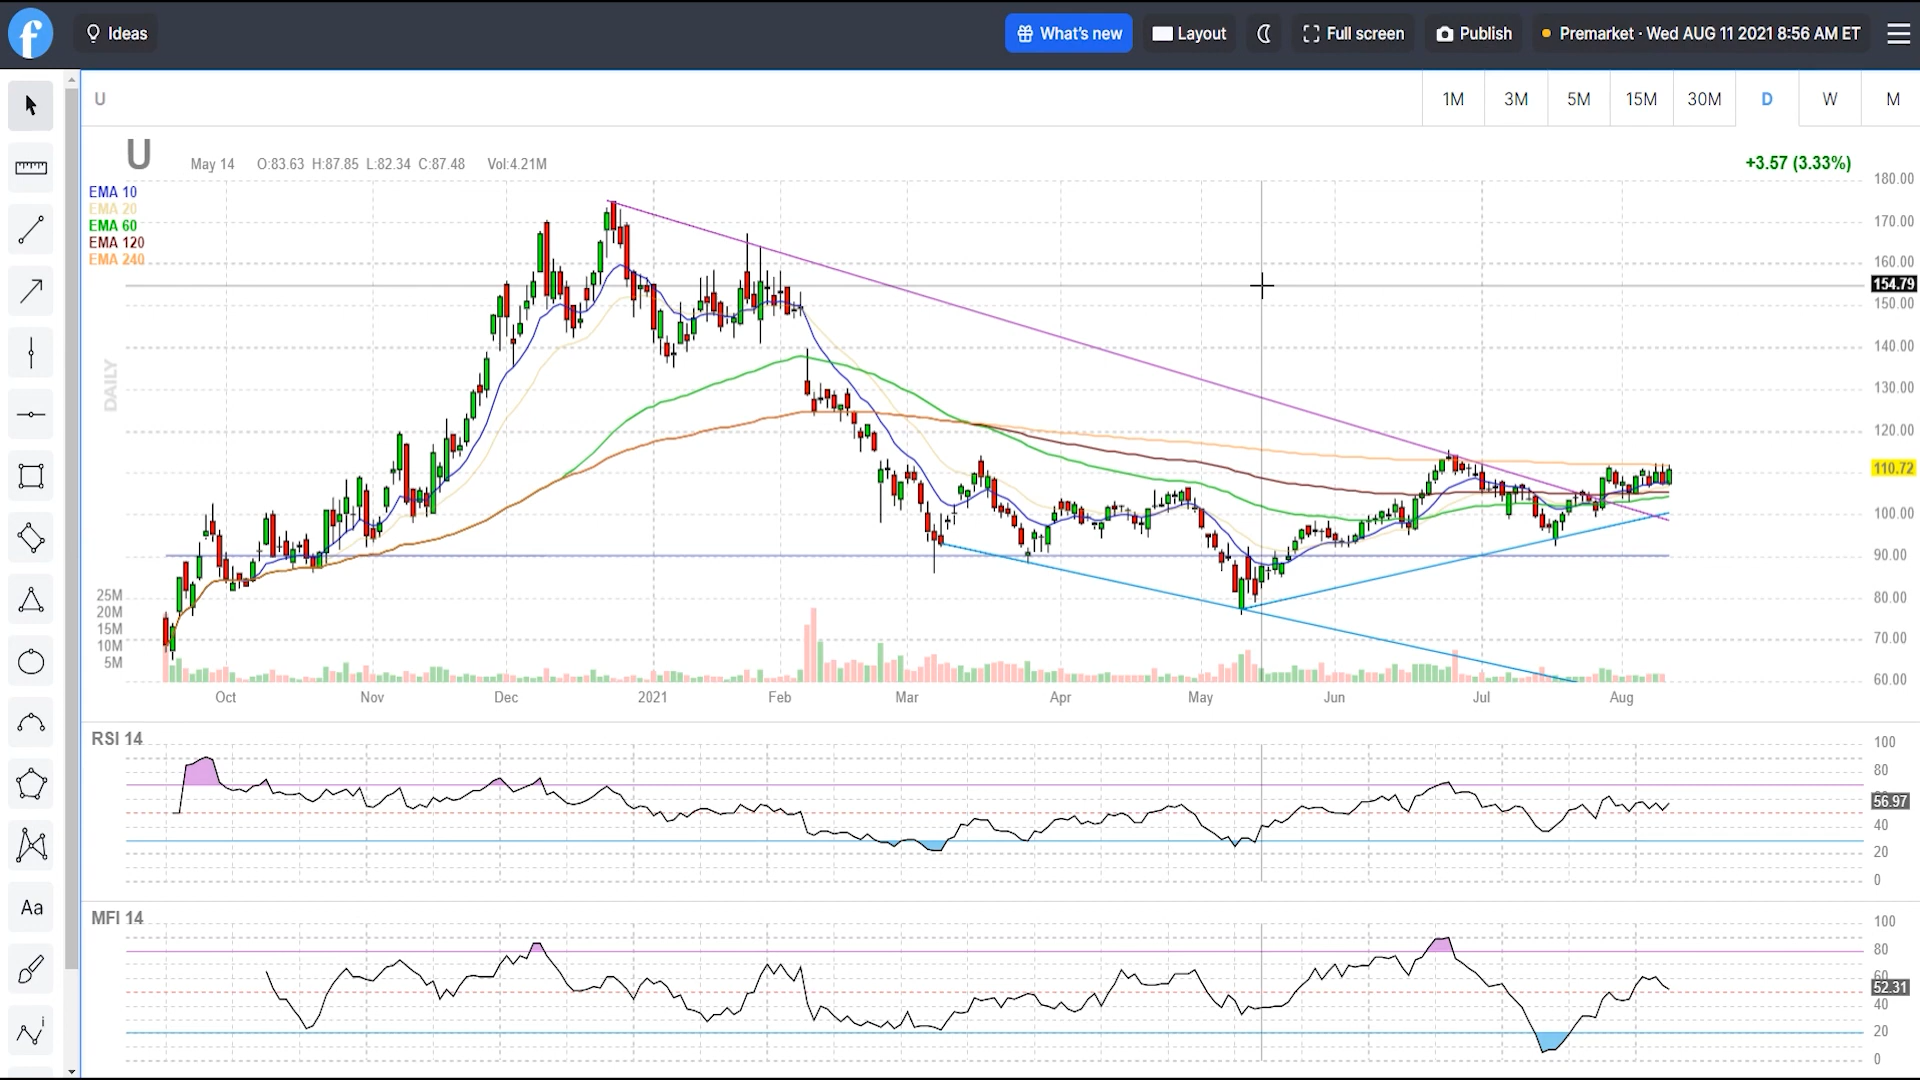 f Ideas What's new Layout Full screen Publish Premarket · Wed AUG 11 2021 8:56 AM ET
U 1M 3M 5M 15M 30M D W M
U May 14 O:83.63 H:87.85 L:82.34 C:87.48 Vol:4.21M +3.57 (3.33%)
EMA 10
EMA 20
EMA 60
EMA 120
EMA 240
180.00
170.00
160.00
154.79
150.00
140.00
130.00
120.00
110.72
100.00
90.00
80.00
70.00
60.00
DAILY
25M
20M
15M
10M
5M
Oct Nov Dec 2021 Feb Mar Apr May Jun Jul Aug
RSI 14
100
80
56.97
40
20
0
MFI 14
100
80
60
52.31
40
20
0
Aa
i